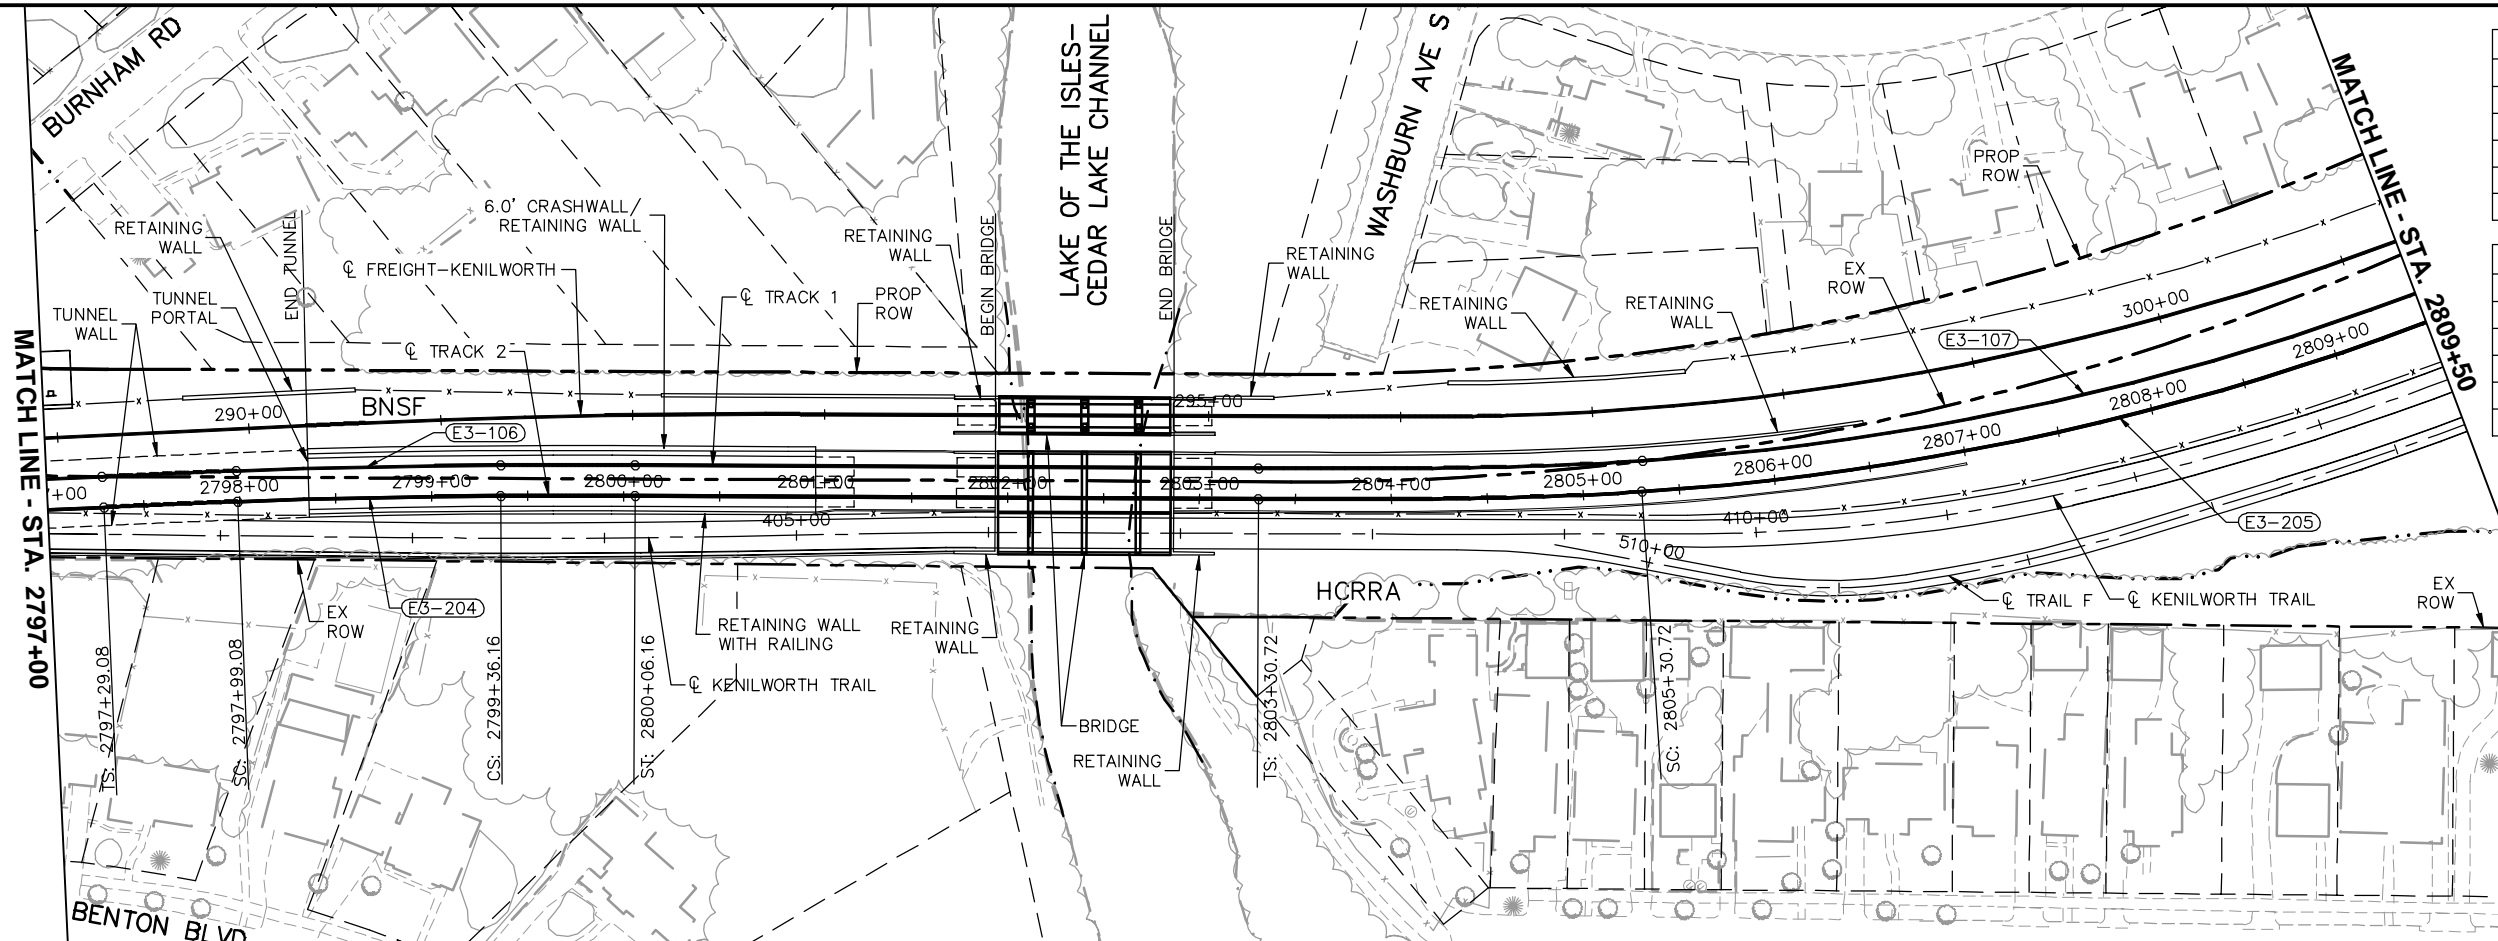 BURNHAM RD
LAKE OF THE ISLES-
CEDAR LAKE CHANNEL
WASHBURN AVE S
MATCH LINE - STA. 2809+50
PROP
ROW
RETAINING
WALL
END TUNNEL
6.0' CRASHWALL/
RETAINING WALL
RETAINING
WALL
BEGIN BRIDGE
END BRIDGE
RETAINING
WALL
℄ FREIGHT-KENILWORTH
℄ TRACK 1
PROP
ROW
EX
ROW
TUNNEL
PORTAL
TUNNEL
WALL
RETAINING
WALL
RETAINING
WALL
300+00
℄ TRACK 2
E3-107
2809+00
MATCH LINE - STA. 2797+00
290+00
BNSF
295+00
2808+00
E3-106
2807+00
2806+00
+00
2798+00
2799+00
2800+00
2801+00
2802+00
2803+00
2804+00
2805+00
405+00
410+00
E3-205
510+00
EX
ROW
E3-204
RETAINING WALL
WITH RAILING
RETAINING
WALL
HCRRA
℄ TRAIL F
℄ KENILWORTH TRAIL
EX
ROW
℄ KENILWORTH TRAIL
TS: 2797+29.08
SC: 2797+99.08
CS: 2799+36.16
ST: 2800+06.16
BRIDGE
RETAINING
WALL
TS: 2803+30.72
SC: 2805+30.72
BENTON BLVD